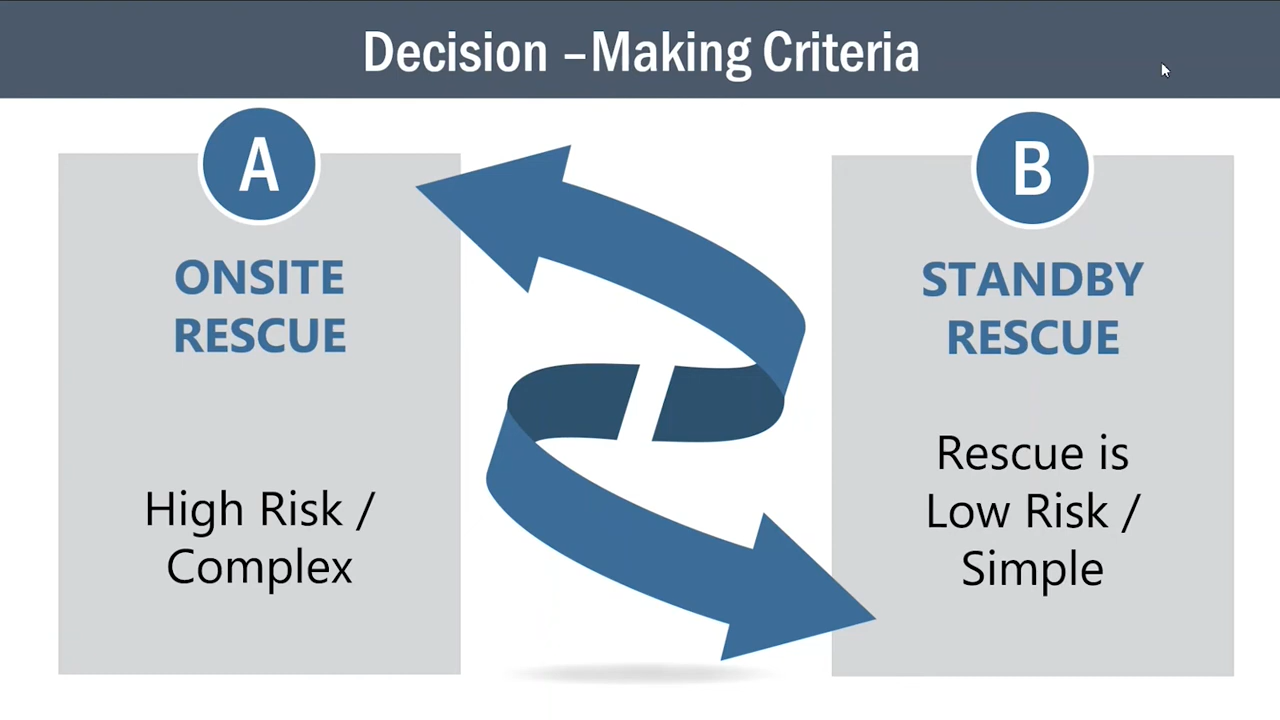 Decision –Making Criteria
A
ONSITE
RESCUE
High Risk /
Complex
B
STANDBY
RESCUE
Rescue is
Low Risk /
Simple